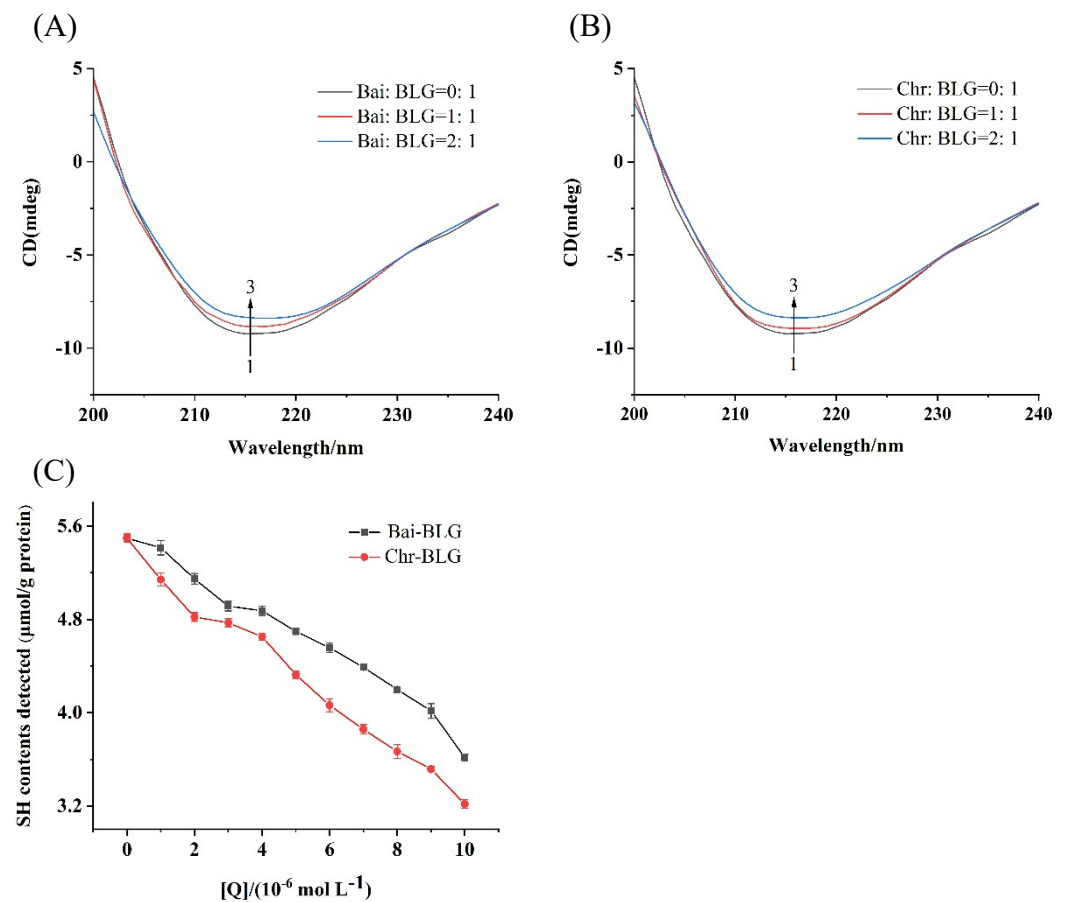 (A)
5
0
-5
-10
CD(mdeg)
Bai: BLG=0: 1
Bai: BLG=1: 1
Bai: BLG=2: 1
3
1
200
210
220
230
240
Wavelength/nm
(B)
5
0
-5
-10
CD(mdeg)
Chr: BLG=0: 1
Chr: BLG=1: 1
Chr: BLG=2: 1
3
1
200
210
220
230
240
Wavelength/nm
(C)
5.6
4.8
4.0
3.2
SH contents detected (μmol/g protein)
Bai-BLG
Chr-BLG
0
2
4
6
8
10
[Q]/(10⁻⁶ mol L⁻¹)